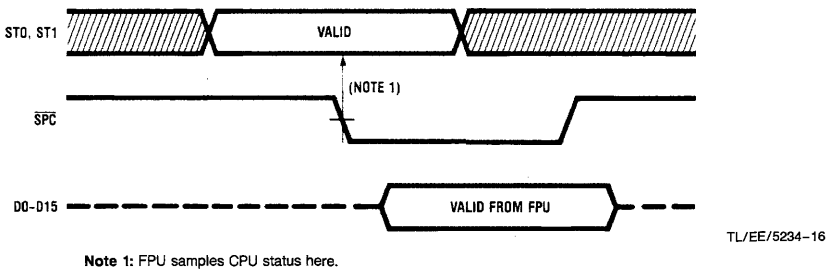 ST0, ST1
VALID
(NOTE 1)
SPC
D0-D15
VALID FROM FPU
TL/EE/5234-16
Note 1: FPU samples CPU status here.